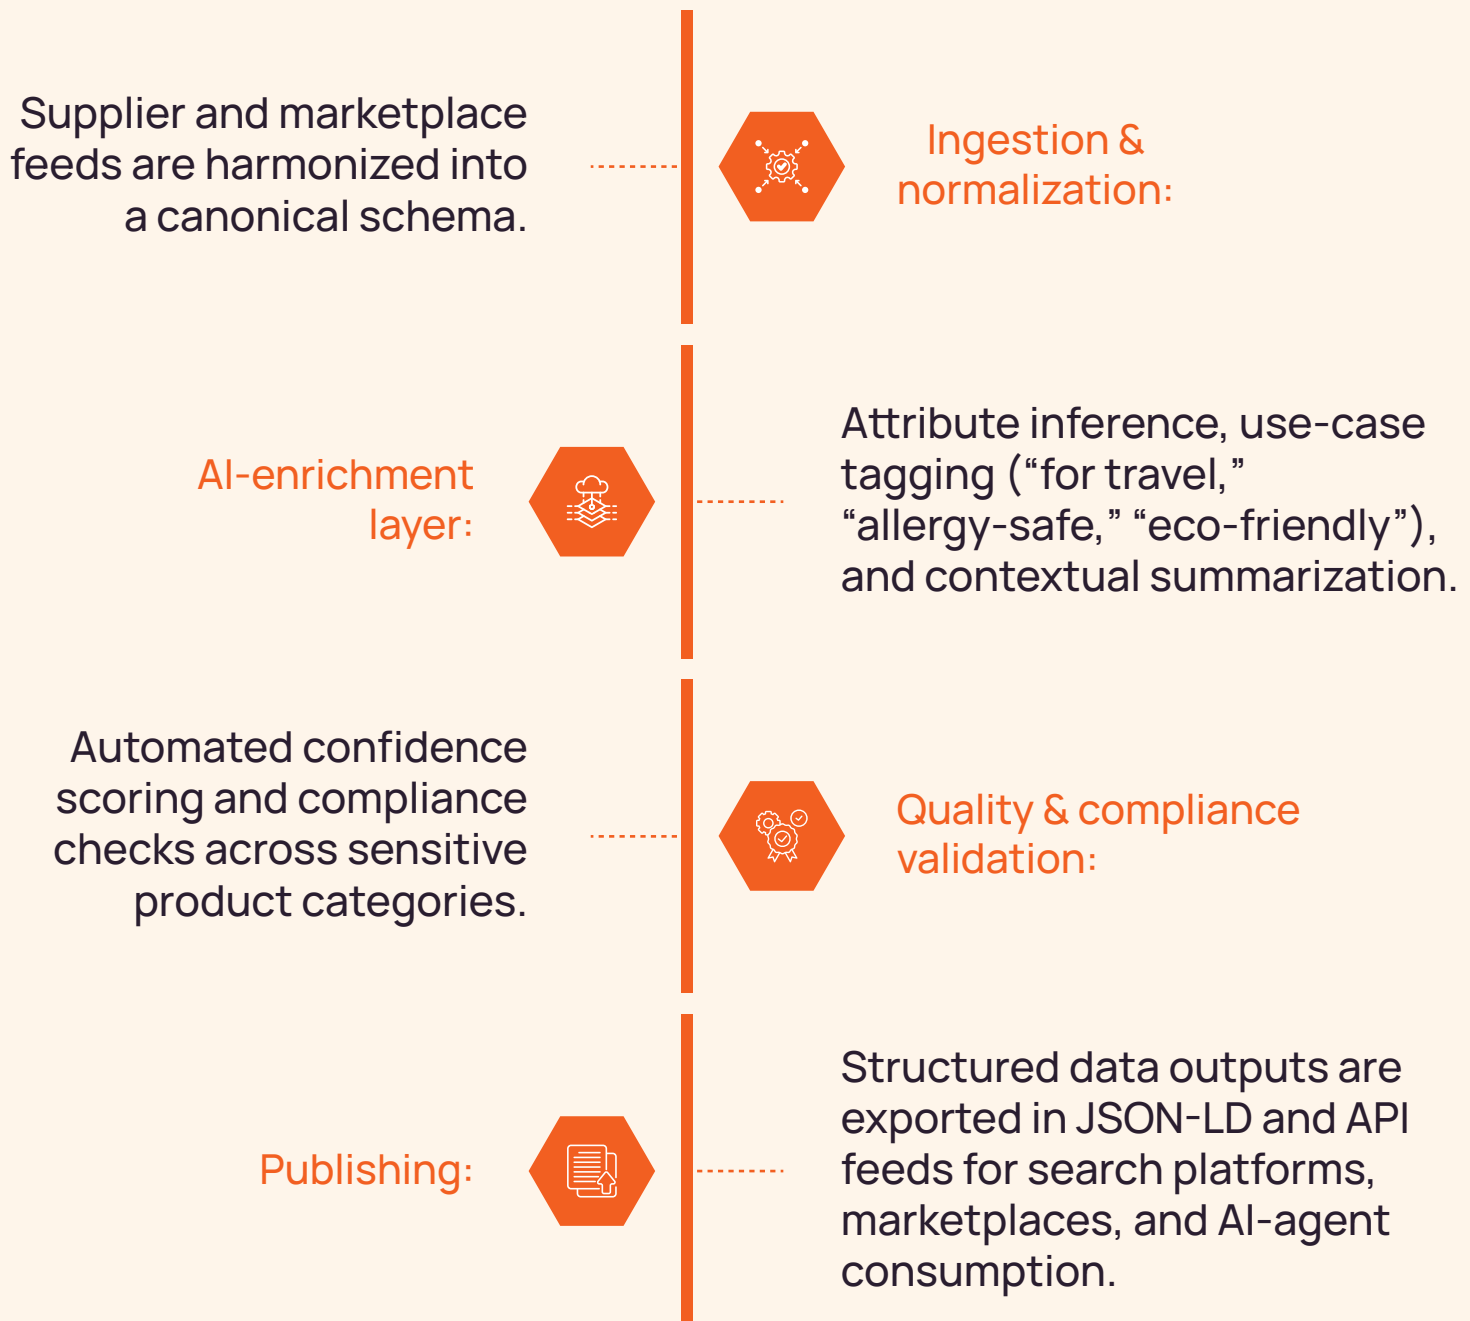 Supplier and marketplace
feeds are harmonized into
a canonical schema.
Ingestion &
normalization:
AI-enrichment
layer:
Attribute inference, use-case
tagging (“for travel,”
“allergy-safe,” “eco-friendly”),
and contextual summarization.
Automated confidence
scoring and compliance
checks across sensitive
product categories.
Quality & compliance
validation:
Publishing:
Structured data outputs are
exported in JSON-LD and API
feeds for search platforms,
marketplaces, and AI-agent
consumption.